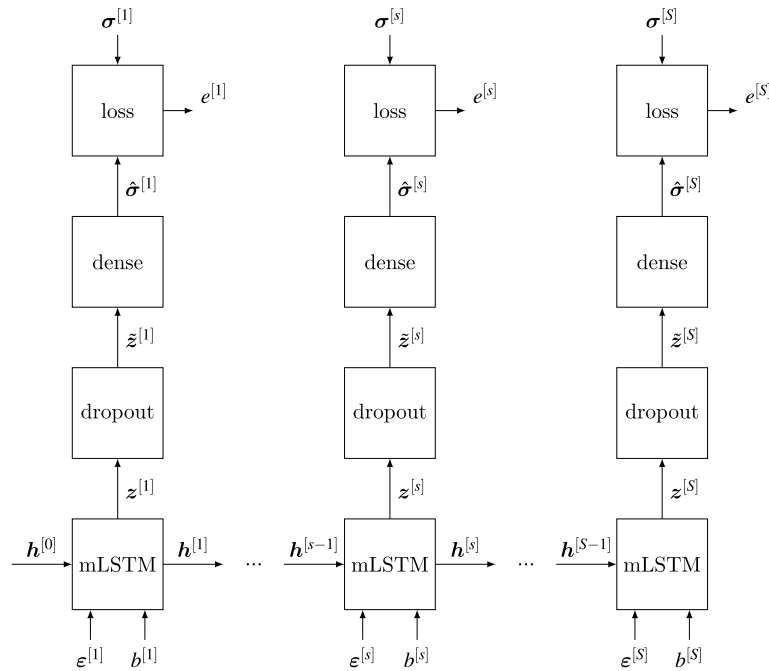 𝝈^[1] 𝝈^[s] 𝝈^[S]
loss e^[1] loss e^[s] loss e^[S]
𝝈̂^[1] 𝝈̂^[s] 𝝈̂^[S]
dense dense dense
𝒛̃^[1] 𝒛̃^[s] 𝒛̃^[S]
dropout dropout dropout
𝒛^[1] 𝒛^[s] 𝒛^[S]
𝒉^[0] mLSTM 𝒉^[1] ... 𝒉^[s−1] mLSTM 𝒉^[s] ... 𝒉^[S−1] mLSTM
𝜺^[1] b^[1] 𝜺^[s] b^[s] 𝜺^[S] b^[S]